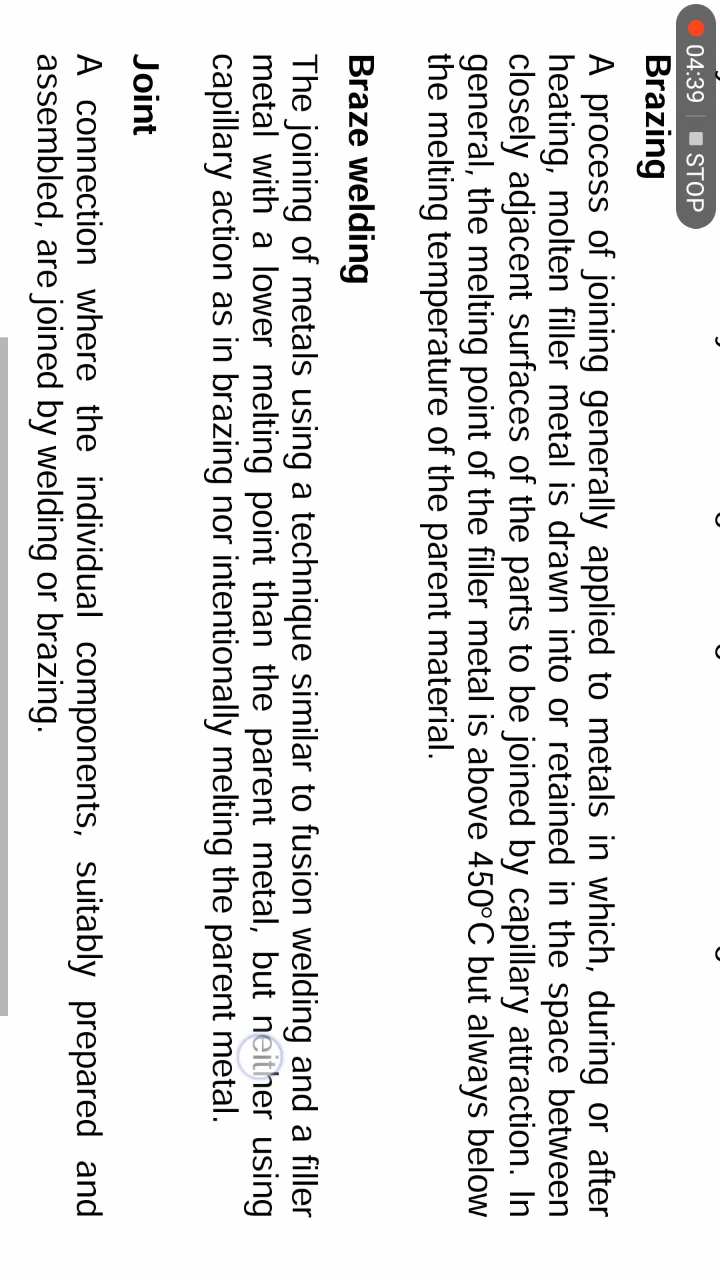 04:39 STOP
Brazing
A process of joining generally applied to metals in which, during or after
heating, molten filler metal is drawn into or retained in the space between
closely adjacent surfaces of the parts to be joined by capillary attraction. In
general, the melting point of the filler metal is above 450°C but always below
the melting temperature of the parent material.
Braze welding
The joining of metals using a technique similar to fusion welding and a filler
metal with a lower melting point than the parent metal, but neither using
capillary action as in brazing nor intentionally melting the parent metal.
Joint
A connection where the individual components, suitably prepared and
assembled, are joined by welding or brazing.